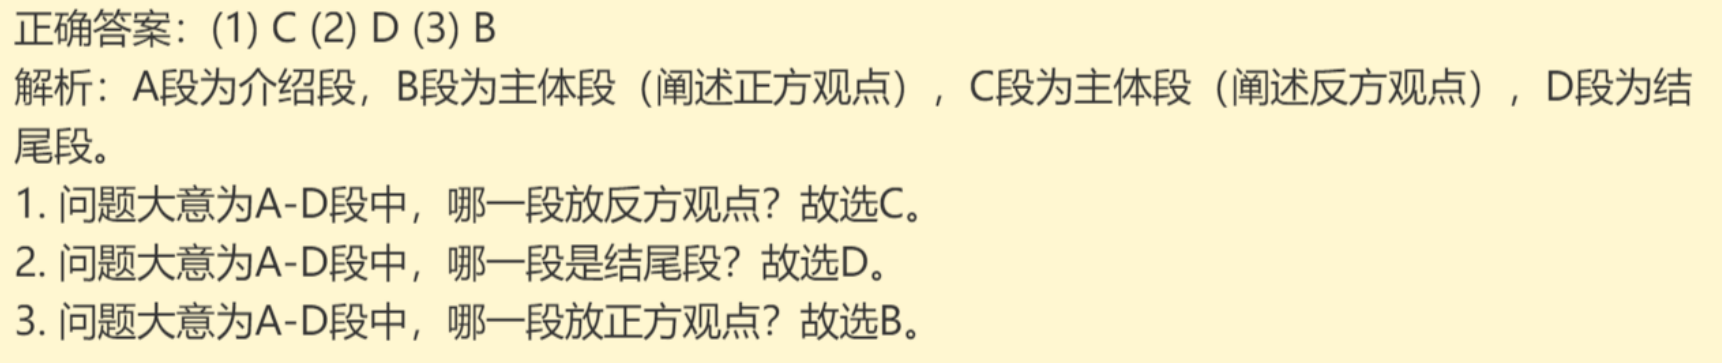 正确答案：(1) C (2) D (3) B
解析：A段为介绍段，B段为主体段（阐述正方观点），C段为主体段（阐述反方观点），D段为结
尾段。
1. 问题大意为A-D段中，哪一段放反方观点？故选C。
2. 问题大意为A-D段中，哪一段是结尾段？故选D。
3. 问题大意为A-D段中，哪一段放正方观点？故选B。